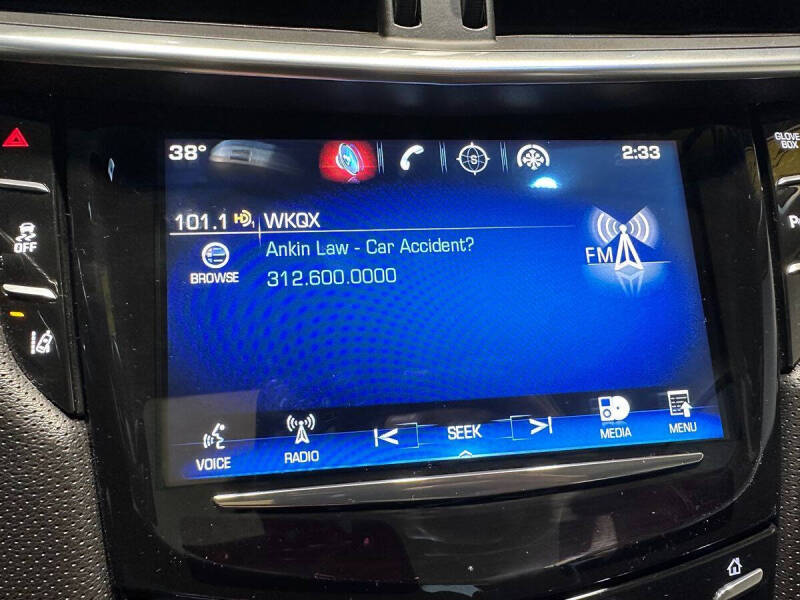 38°
S
2:33
GLOVE
BOX
101.1 HD1 WKQX
Ankin Law - Car Accident?
312.600.0000
BROWSE
FM
OFF
VOICE
RADIO
SEEK
MEDIA
MENU